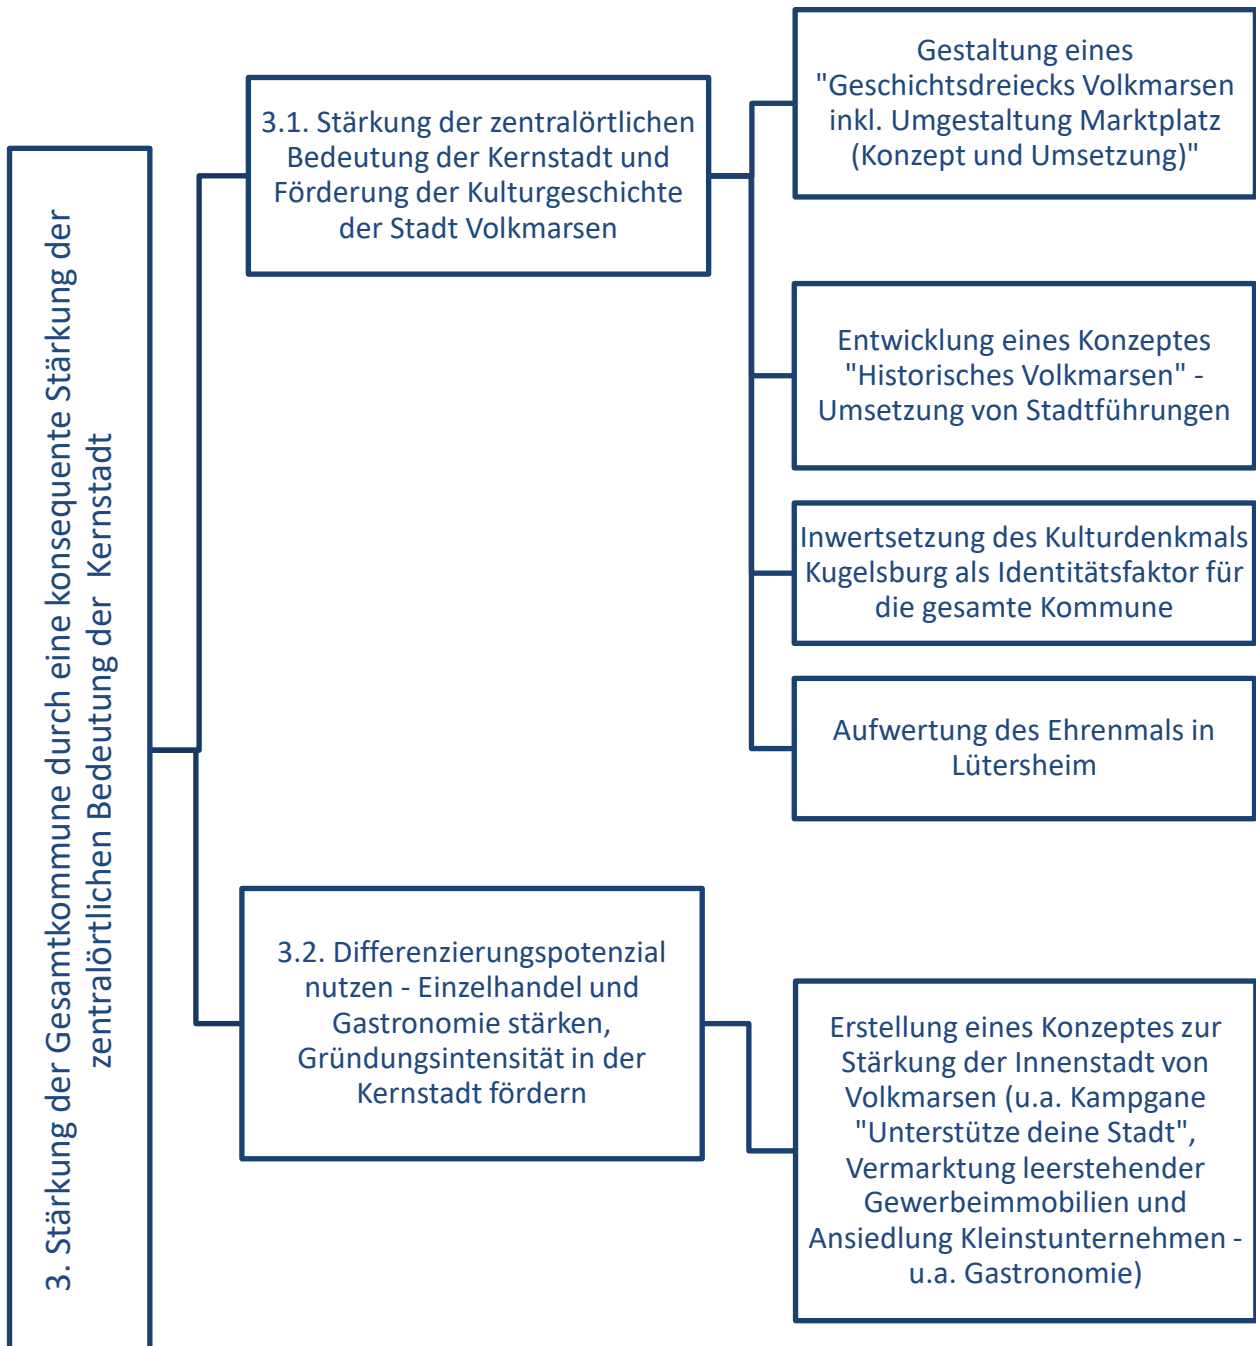 3. Stärkung der Gesamtkommune durch eine konsequente Stärkung der
zentralörtlichen Bedeutung der Kernstadt
3.1. Stärkung der zentralörtlichen
Bedeutung der Kernstadt und
Förderung der Kulturgeschichte
der Stadt Volkmarsen
Gestaltung eines
"Geschichtsdreiecks Volkmarsen
inkl. Umgestaltung Marktplatz
(Konzept und Umsetzung)"
Entwicklung eines Konzeptes
"Historisches Volkmarsen" -
Umsetzung von Stadtführungen
Inwertsetzung des Kulturdenkmals
Kugelsburg als Identitätsfaktor für
die gesamte Kommune
Aufwertung des Ehrenmals in
Lütersheim
3.2. Differenzierungspotenzial
nutzen - Einzelhandel und
Gastronomie stärken,
Gründungsintensität in der
Kernstadt fördern
Erstellung eines Konzeptes zur
Stärkung der Innenstadt von
Volkmarsen (u.a. Kampgane
"Unterstütze deine Stadt",
Vermarktung leerstehender
Gewerbeimmobilien und
Ansiedlung Kleinstunternehmen -
u.a. Gastronomie)